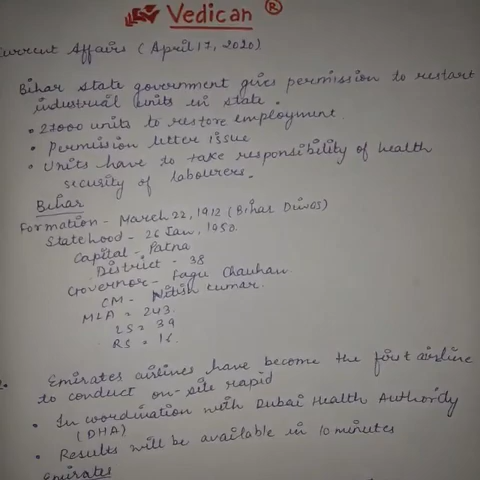 Vedican ®
Current Affairs (April 17, 2020)
Bihar state government gives permission to restart
industrial units in state.
• 27000 units to restore employment
• Permission letter issue
• Units have to take responsibility of health
security of labourers.
Bihar
Formation - March 22, 1912 (Bihar Diwas)
Statehood - 26 Jan, 1950.
Capital - Patna
District - 38
Governor - Fagu Chauhan
CM - Nitish Kumar.
MLA = 243.
LS = 39
RS = 16
2. Emirates airlines have become the first airline
to conduct on-site rapid
• In coordination with Dubai Health Authority
(DHA)
• Results will be available in 10 minutes
Emirates